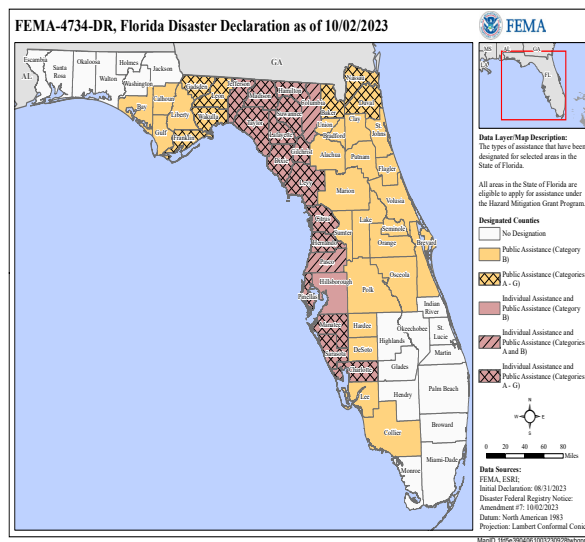 FEMA-4734-DR, Florida Disaster Declaration as of 10/02/2023
FEMA
MS AL GA
FL
Data Layer/Map Description:
The types of assistance that have been
designated for selected areas in the
State of Florida.
All areas in the State of Florida are
eligible to apply for assistance under
the Hazard Mitigation Grant Program.
Designated Counties
No Designation
Public Assistance (Category
B)
Public Assistance (Categories
A - G)
Individual Assistance and
Public Assistance (Category
B)
Individual Assistance and
Public Assistance (Categories
A and B)
Individual Assistance and
Public Assistance (Categories
A - G)
N
W E
S
0 20 40 60 80
Miles
Data Sources:
FEMA, ESRI;
Initial Declaration: 08/31/2023
Disaster Federal Registry Notice:
Amendment #7: 10/02/2023
Datum: North American 1983
Projection: Lambert Conformal Conic
AL
GA
Escambia
Santa
Rosa
Okaloosa
Walton
Holmes
Washington
Jackson
Bay
Calhoun
Liberty
Gulf
Gadsden
Leon
Wakulla
Franklin
Jefferson
Madison
Taylor
Hamilton
Suwannee
Lafayette
Dixie
Columbia
Gilchrist
Levy
Baker
Union
Bradford
Nassau
Duval
Clay
St.
Johns
Alachua
Putnam
Flagler
Marion
Volusia
Citrus
Sumter
Lake
Seminole
Hernando
Orange
Brevard
Pasco
Hillsborough
Pinellas
Polk
Osceola
Indian
River
Manatee
Hardee
Okeechobee
St.
Lucie
Highlands
Sarasota
DeSoto
Martin
Charlotte
Glades
Lee
Hendry
Palm Beach
Collier
Broward
Monroe
Miami-Dade